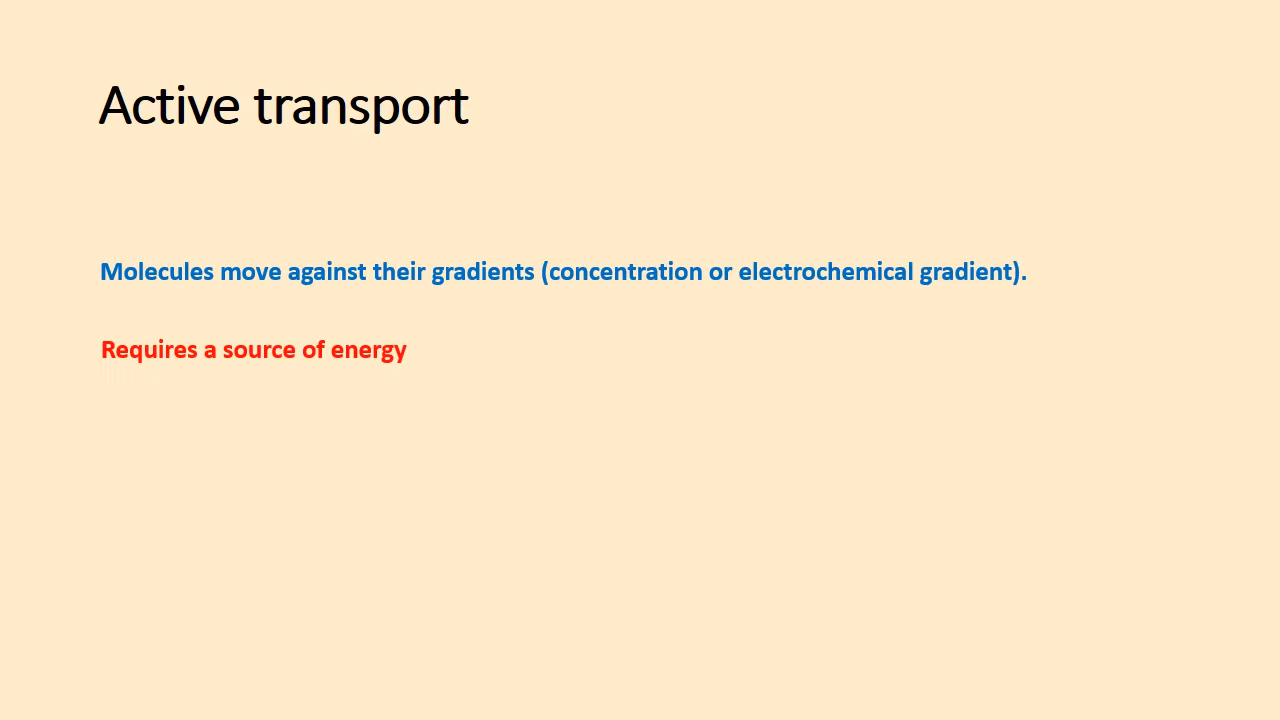 Active transport
Molecules move against their gradients (concentration or electrochemical gradient).
Requires a source of energy